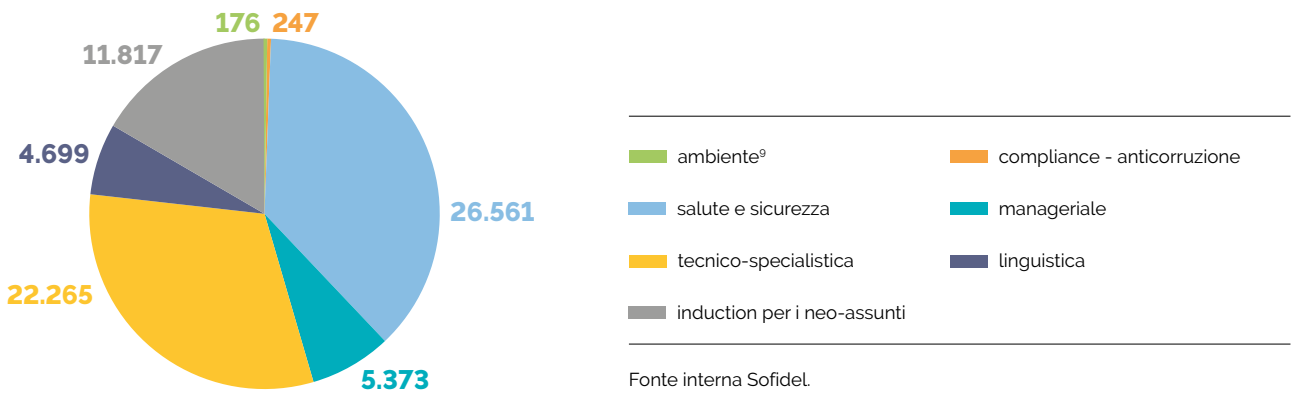 176 247
11.817
4.699
26.561
22.265
5.373
ambiente⁹
compliance - anticorruzione
salute e sicurezza
manageriale
tecnico-specialistica
linguistica
induction per i neo-assunti
Fonte interna Sofidel.